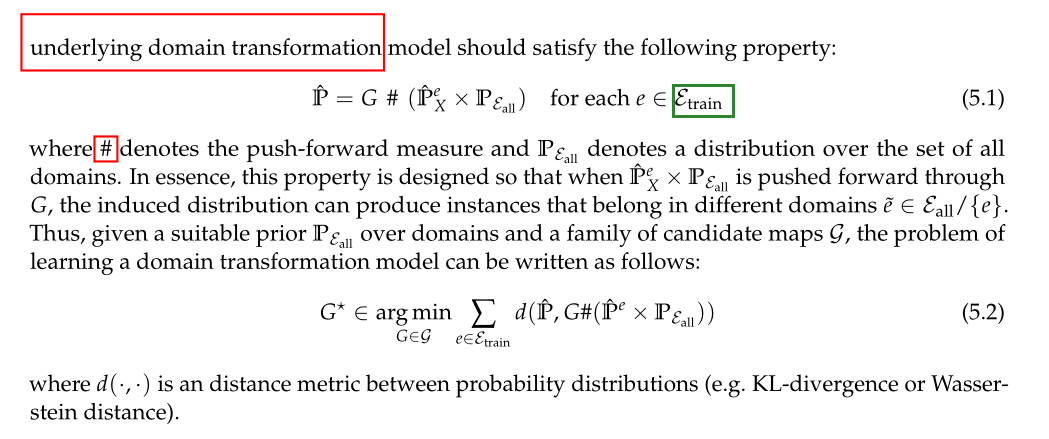 underlying domain transformation model should satisfy the following property:
P̂ = G # (P̂ᵉ_X × P_{ℰ_all}) for each e ∈ ℰ_train (5.1)
where # denotes the push-forward measure and ℙ_{ℰ_all} denotes a distribution over the set of all
domains. In essence, this property is designed so that when ℙ̂ᵉ_X × ℙ_{ℰ_all} is pushed forward through
G, the induced distribution can produce instances that belong in different domains ẽ ∈ ℰ_all/{e}.
Thus, given a suitable prior ℙ_{ℰ_all} over domains and a family of candidate maps 𝒢, the problem of
learning a domain transformation model can be written as follows:
G⋆ ∈ arg min_{G∈𝒢} ∑_{e∈ℰ_train} d(ℙ̂, G#(ℙ̂ᵉ × ℙ_{ℰ_all})) (5.2)
where d(·, ·) is an distance metric between probability distributions (e.g. KL-divergence or Wasser-
stein distance).